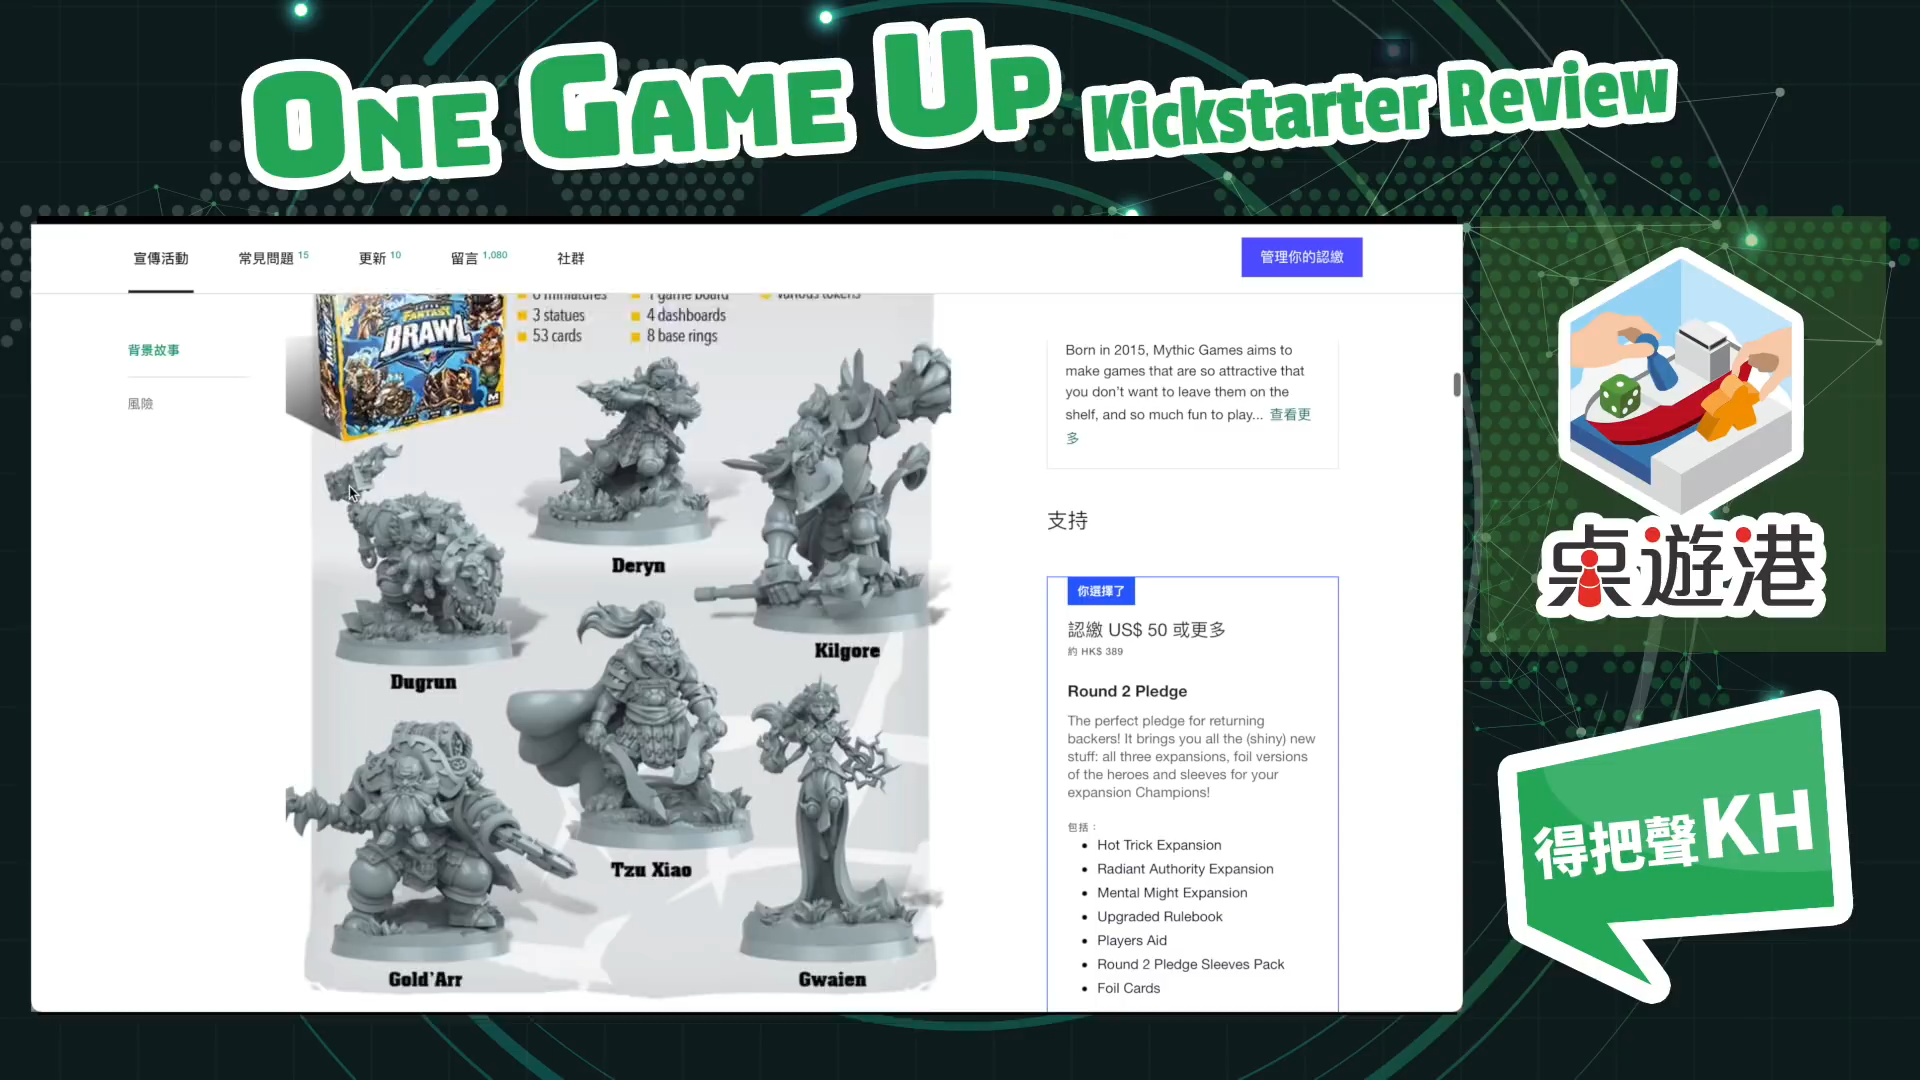 ONE GAME UP Kickstarter Review
宣傳活動
常見問題 15
更新 10
留言 1,080
社群
管理你的認繳
背景故事
風險
FANTASY
BRAWL
6 miniatures
3 statues
53 cards
1 game board
4 dashboards
8 base rings
various tokens
Deryn
Kilgore
Dugrun
Tzu Xiao
Gold'Arr
Gwaien
Born in 2015, Mythic Games aims to
make games that are so attractive that
you don't want to leave them on the
shelf, and so much fun to play... 查看更
多
支持
你選擇了
認繳 US$ 50 或更多
約 HK$ 389
Round 2 Pledge
The perfect pledge for returning
backers! It brings you all the (shiny) new
stuff: all three expansions, foil versions
of the heroes and sleeves for your
expansion Champions!
包括：
Hot Trick Expansion
Radiant Authority Expansion
Mental Might Expansion
Upgraded Rulebook
Players Aid
Round 2 Pledge Sleeves Pack
Foil Cards
桌遊港
得把聲KH